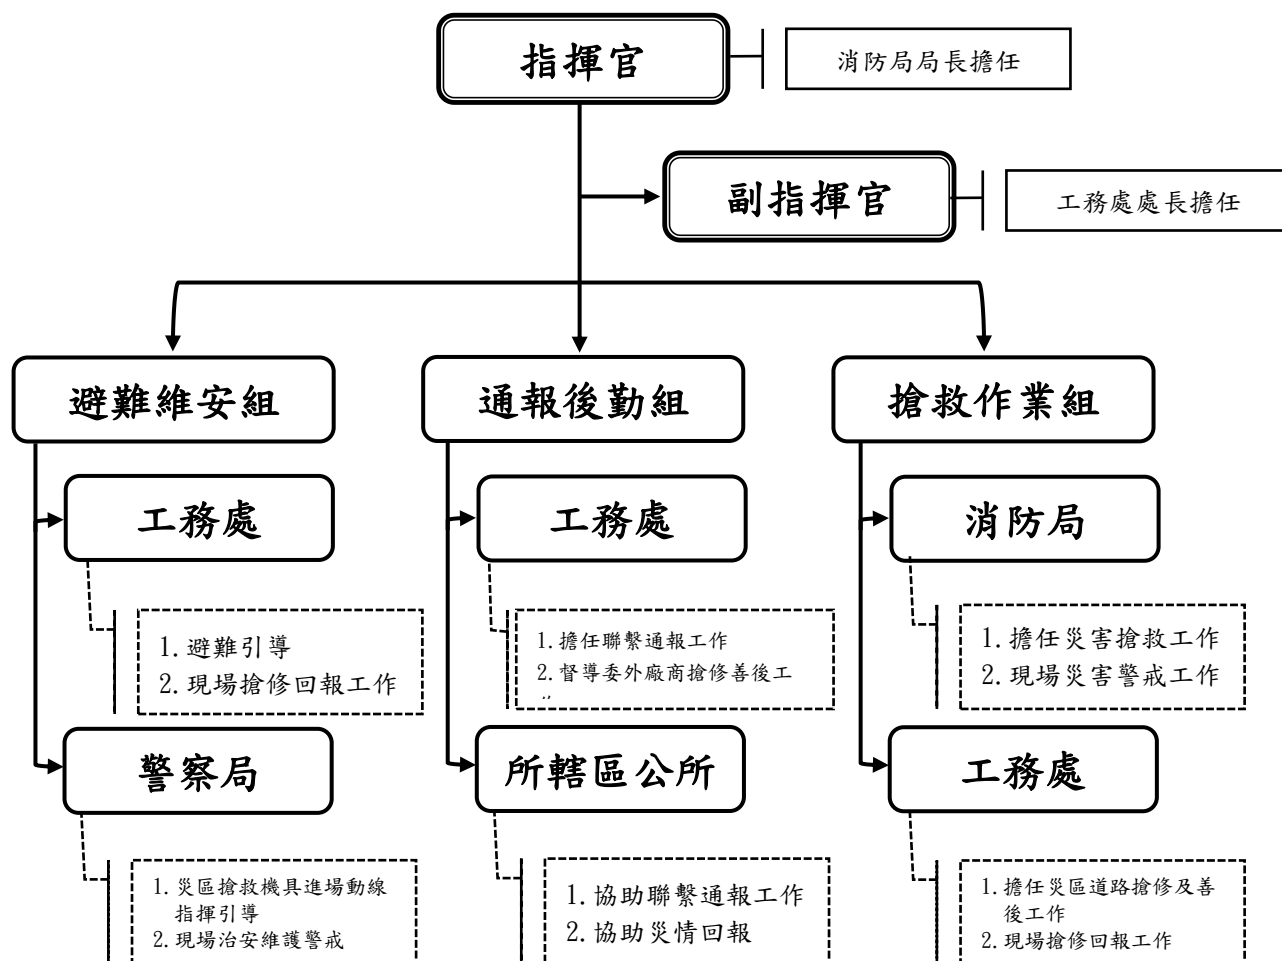 指揮官
消防局局長擔任
副指揮官
工務處處長擔任
避難維安組
通報後勤組
搶救作業組
工務處
工務處
消防局
1.避難引導
2.現場搶修回報工作
1.擔任聯繫通報工作
2.督導委外廠商搶修善後工
1.擔任災害搶救工作
2.現場災害警戒工作
警察局
所轄區公所
工務處
1.災區搶救機具進場動線
指揮引導
2.現場治安維護警戒
1.協助聯繫通報工作
2.協助災情回報
1.擔任災區道路搶修及善
後工作
2.現場搶修回報工作